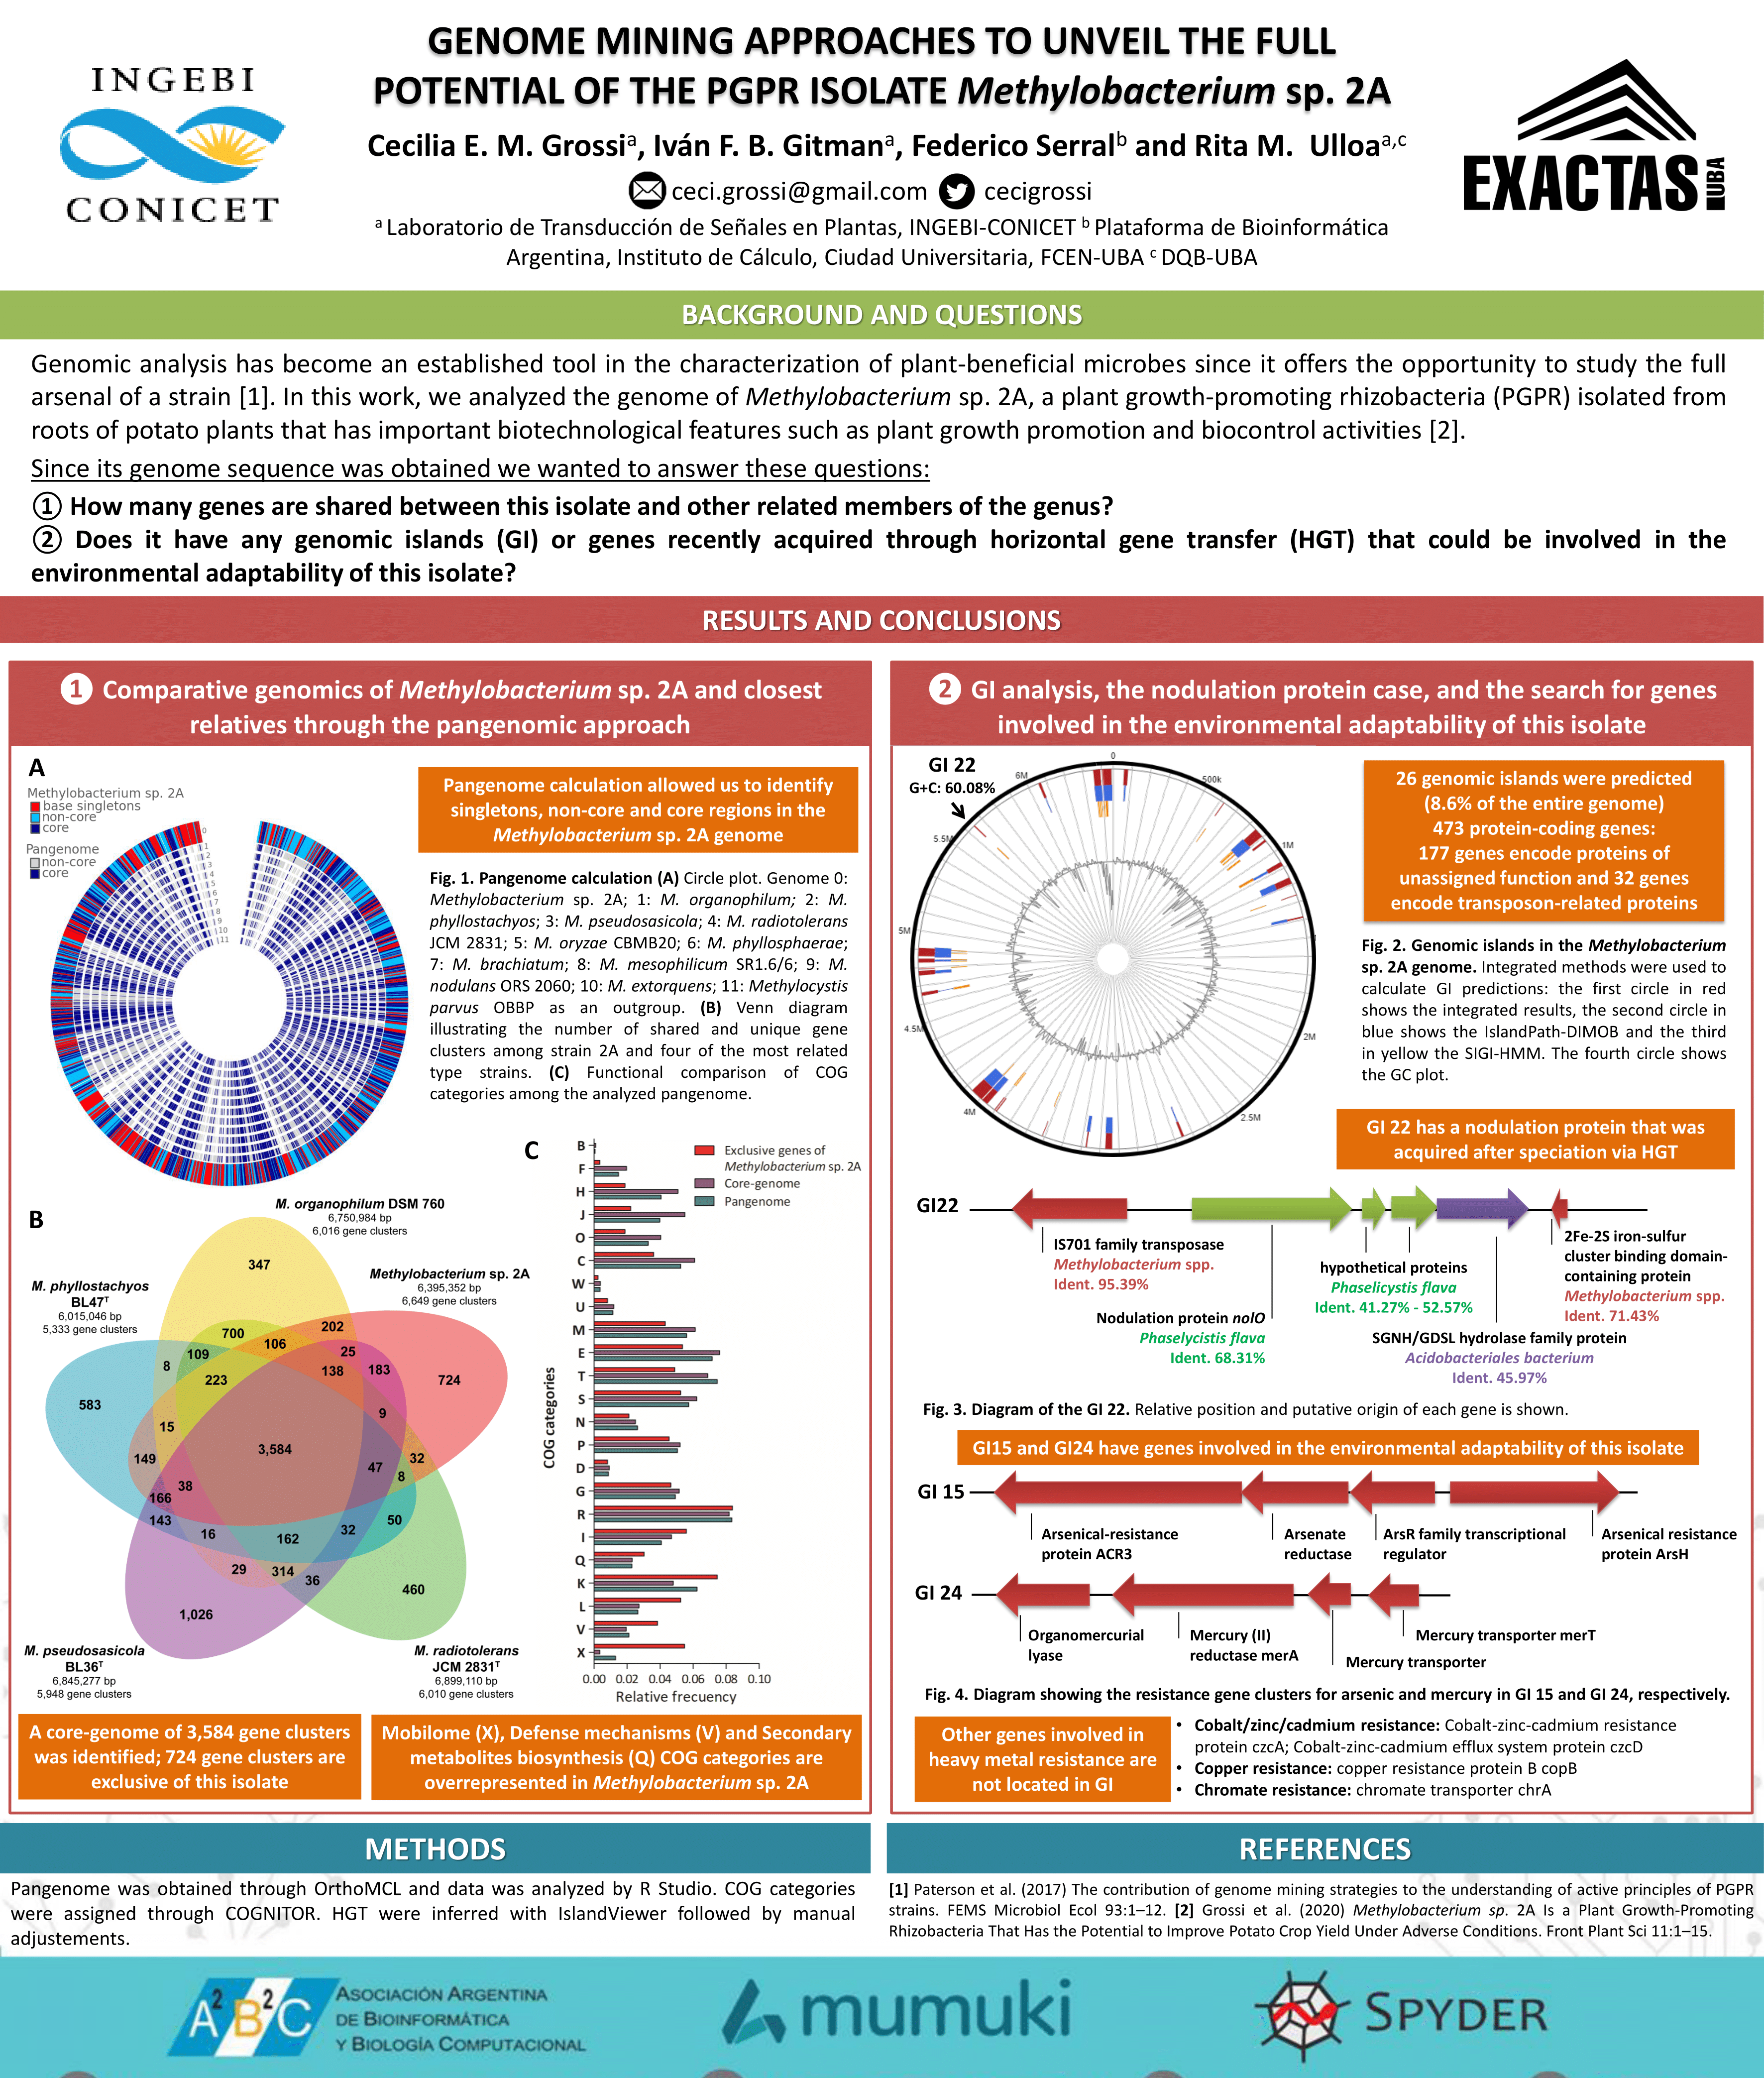 INGEBI
CONICET
GENOME MINING APPROACHES TO UNVEIL THE FULL
POTENTIAL OF THE PGPR ISOLATE Methylobacterium sp. 2A
Cecilia E. M. Grossiᵃ, Iván F. B. Gitmanᵃ, Federico Serralᵇ and Rita M. Ulloaᵃ,ᶜ
ceci.grossi@gmail.com cecigrossi
ᵃ Laboratorio de Transducción de Señales en Plantas, INGEBI-CONICET ᵇ Plataforma de Bioinformática
Argentina, Instituto de Cálculo, Ciudad Universitaria, FCEN-UBA ᶜ DQB-UBA
EXACTAS UBA
BACKGROUND AND QUESTIONS
Genomic analysis has become an established tool in the characterization of plant-beneficial microbes since it offers the opportunity to study the full
arsenal of a strain [1]. In this work, we analyzed the genome of Methylobacterium sp. 2A, a plant growth-promoting rhizobacteria (PGPR) isolated from
roots of potato plants that has important biotechnological features such as plant growth promotion and biocontrol activities [2].
Since its genome sequence was obtained we wanted to answer these questions:
① How many genes are shared between this isolate and other related members of the genus?
② Does it have any genomic islands (GI) or genes recently acquired through horizontal gene transfer (HGT) that could be involved in the
environmental adaptability of this isolate?
RESULTS AND CONCLUSIONS
1 Comparative genomics of Methylobacterium sp. 2A and closest
relatives through the pangenomic approach
A
Methylobacterium sp. 2A
base singletons
non-core
core
Pangenome
non-core
core
0
1
2
3
4
5
6
7
8
9
10
11
Pangenome calculation allowed us to identify
singletons, non-core and core regions in the
Methylobacterium sp. 2A genome
Fig. 1. Pangenome calculation (A) Circle plot. Genome 0:
Methylobacterium sp. 2A; 1: M. organophilum; 2: M.
phyllostachyos; 3: M. pseudosasicola; 4: M. radiotolerans
JCM 2831; 5: M. oryzae CBMB20; 6: M. phyllosphaerae;
7: M. brachiatum; 8: M. mesophilicum SR1.6/6; 9: M.
nodulans ORS 2060; 10: M. extorquens; 11: Methylocystis
parvus OBBP as an outgroup. (B) Venn diagram
illustrating the number of shared and unique gene
clusters among strain 2A and four of the most related
type strains. (C) Functional comparison of COG
categories among the analyzed pangenome.
B
M. organophilum DSM 760
6,750,984 bp
6,016 gene clusters
M. phyllostachyos
BL47ᵀ
6,015,046 bp
5,333 gene clusters
Methylobacterium sp. 2A
6,395,352 bp
6,649 gene clusters
347
700
202
106
109
25
8
138
183
223
724
583
9
15
3,584
149
32
47
8
38
166
143
50
16
32
162
29
314
36
460
1,026
M. pseudosasicola
BL36ᵀ
6,845,277 bp
5,948 gene clusters
M. radiotolerans
JCM 2831ᵀ
6,899,110 bp
6,010 gene clusters
C
Exclusive genes of
Methylobacterium sp. 2A
Core-genome
Pangenome
COG categories
B
F
H
J
O
C
W
U
M
E
T
S
N
P
D
G
R
I
Q
K
L
V
X
0.00 0.02 0.04 0.06 0.08 0.10
Relative frecuency
A core-genome of 3,584 gene clusters
was identified; 724 gene clusters are
exclusive of this isolate
Mobilome (X), Defense mechanisms (V) and Secondary
metabolites biosynthesis (Q) COG categories are
overrepresented in Methylobacterium sp. 2A
2 GI analysis, the nodulation protein case, and the search for genes
involved in the environmental adaptability of this isolate
GI 22
G+C: 60.08%
0
500k
1M
2M
2.5M
4M
4.5M
5M
5.5M
6M
26 genomic islands were predicted
(8.6% of the entire genome)
473 protein-coding genes:
177 genes encode proteins of
unassigned function and 32 genes
encode transposon-related proteins
Fig. 2. Genomic islands in the Methylobacterium
sp. 2A genome. Integrated methods were used to
calculate GI predictions: the first circle in red
shows the integrated results, the second circle in
blue shows the IslandPath-DIMOB and the third
in yellow the SIGI-HMM. The fourth circle shows
the GC plot.
GI 22 has a nodulation protein that was
acquired after speciation via HGT
GI22
IS701 family transposase
Methylobacterium spp.
Ident. 95.39%
Nodulation protein nolO
Phaselycistis flava
Ident. 68.31%
hypothetical proteins
Phaselicystis flava
Ident. 41.27% - 52.57%
SGNH/GDSL hydrolase family protein
Acidobacteriales bacterium
Ident. 45.97%
2Fe-2S iron-sulfur
cluster binding domain-
containing protein
Methylobacterium spp.
Ident. 71.43%
Fig. 3. Diagram of the GI 22. Relative position and putative origin of each gene is shown.
GI15 and GI24 have genes involved in the environmental adaptability of this isolate
GI 15
Arsenical-resistance
protein ACR3
Arsenate
reductase
ArsR family transcriptional
regulator
Arsenical resistance
protein ArsH
GI 24
Organomercurial
lyase
Mercury (II)
reductase merA
Mercury transporter
Mercury transporter merT
Fig. 4. Diagram showing the resistance gene clusters for arsenic and mercury in GI 15 and GI 24, respectively.
Other genes involved in
heavy metal resistance are
not located in GI
• Cobalt/zinc/cadmium resistance: Cobalt-zinc-cadmium resistance
protein czcA; Cobalt-zinc-cadmium efflux system protein czcD
• Copper resistance: copper resistance protein B copB
• Chromate resistance: chromate transporter chrA
METHODS
Pangenome was obtained through OrthoMCL and data was analyzed by R Studio. COG categories
were assigned through COGNITOR. HGT were inferred with IslandViewer followed by manual
adjustements.
REFERENCES
[1] Paterson et al. (2017) The contribution of genome mining strategies to the understanding of active principles of PGPR
strains. FEMS Microbiol Ecol 93:1–12. [2] Grossi et al. (2020) Methylobacterium sp. 2A Is a Plant Growth-Promoting
Rhizobacteria That Has the Potential to Improve Potato Crop Yield Under Adverse Conditions. Front Plant Sci 11:1–15.
A²B²C
ASOCIACIÓN ARGENTINA
DE BIOINFORMÁTICA
Y BIOLOGÍA COMPUTACIONAL
mumuki
SPYDER